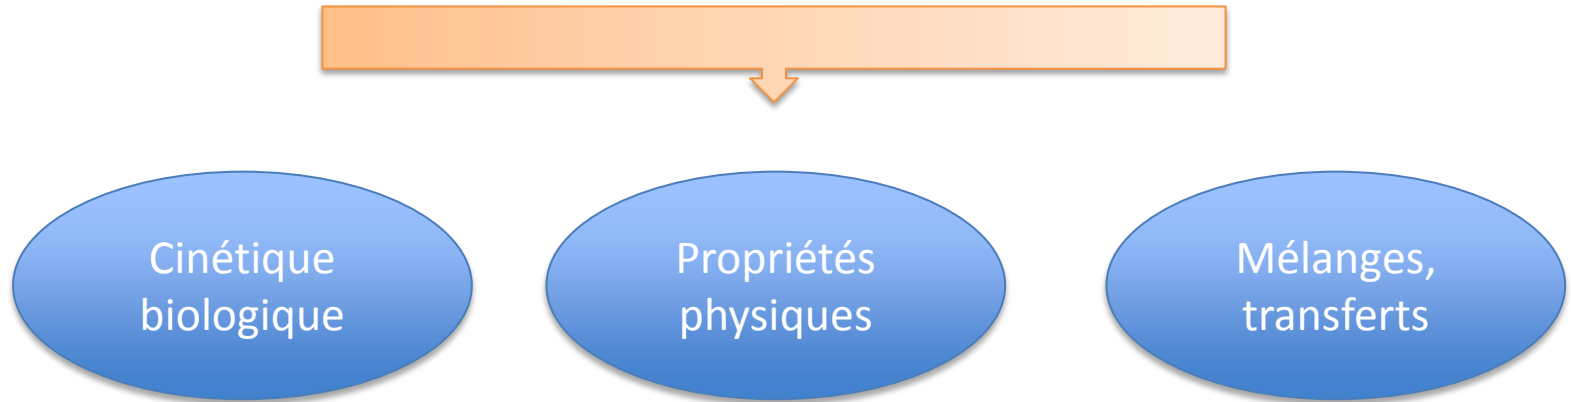 Cinétique
biologique
Propriétés
physiques
Mélanges,
transferts